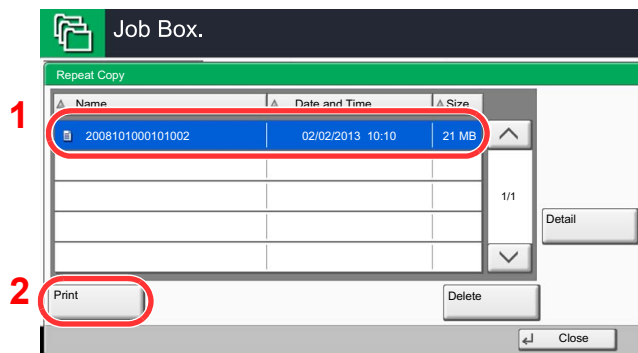 Job Box.
Repeat Copy
1
Name Date and Time Size
2008101000101002 02/02/2013 10:10 21 MB
1/1
Detail
2
Print Delete
Close